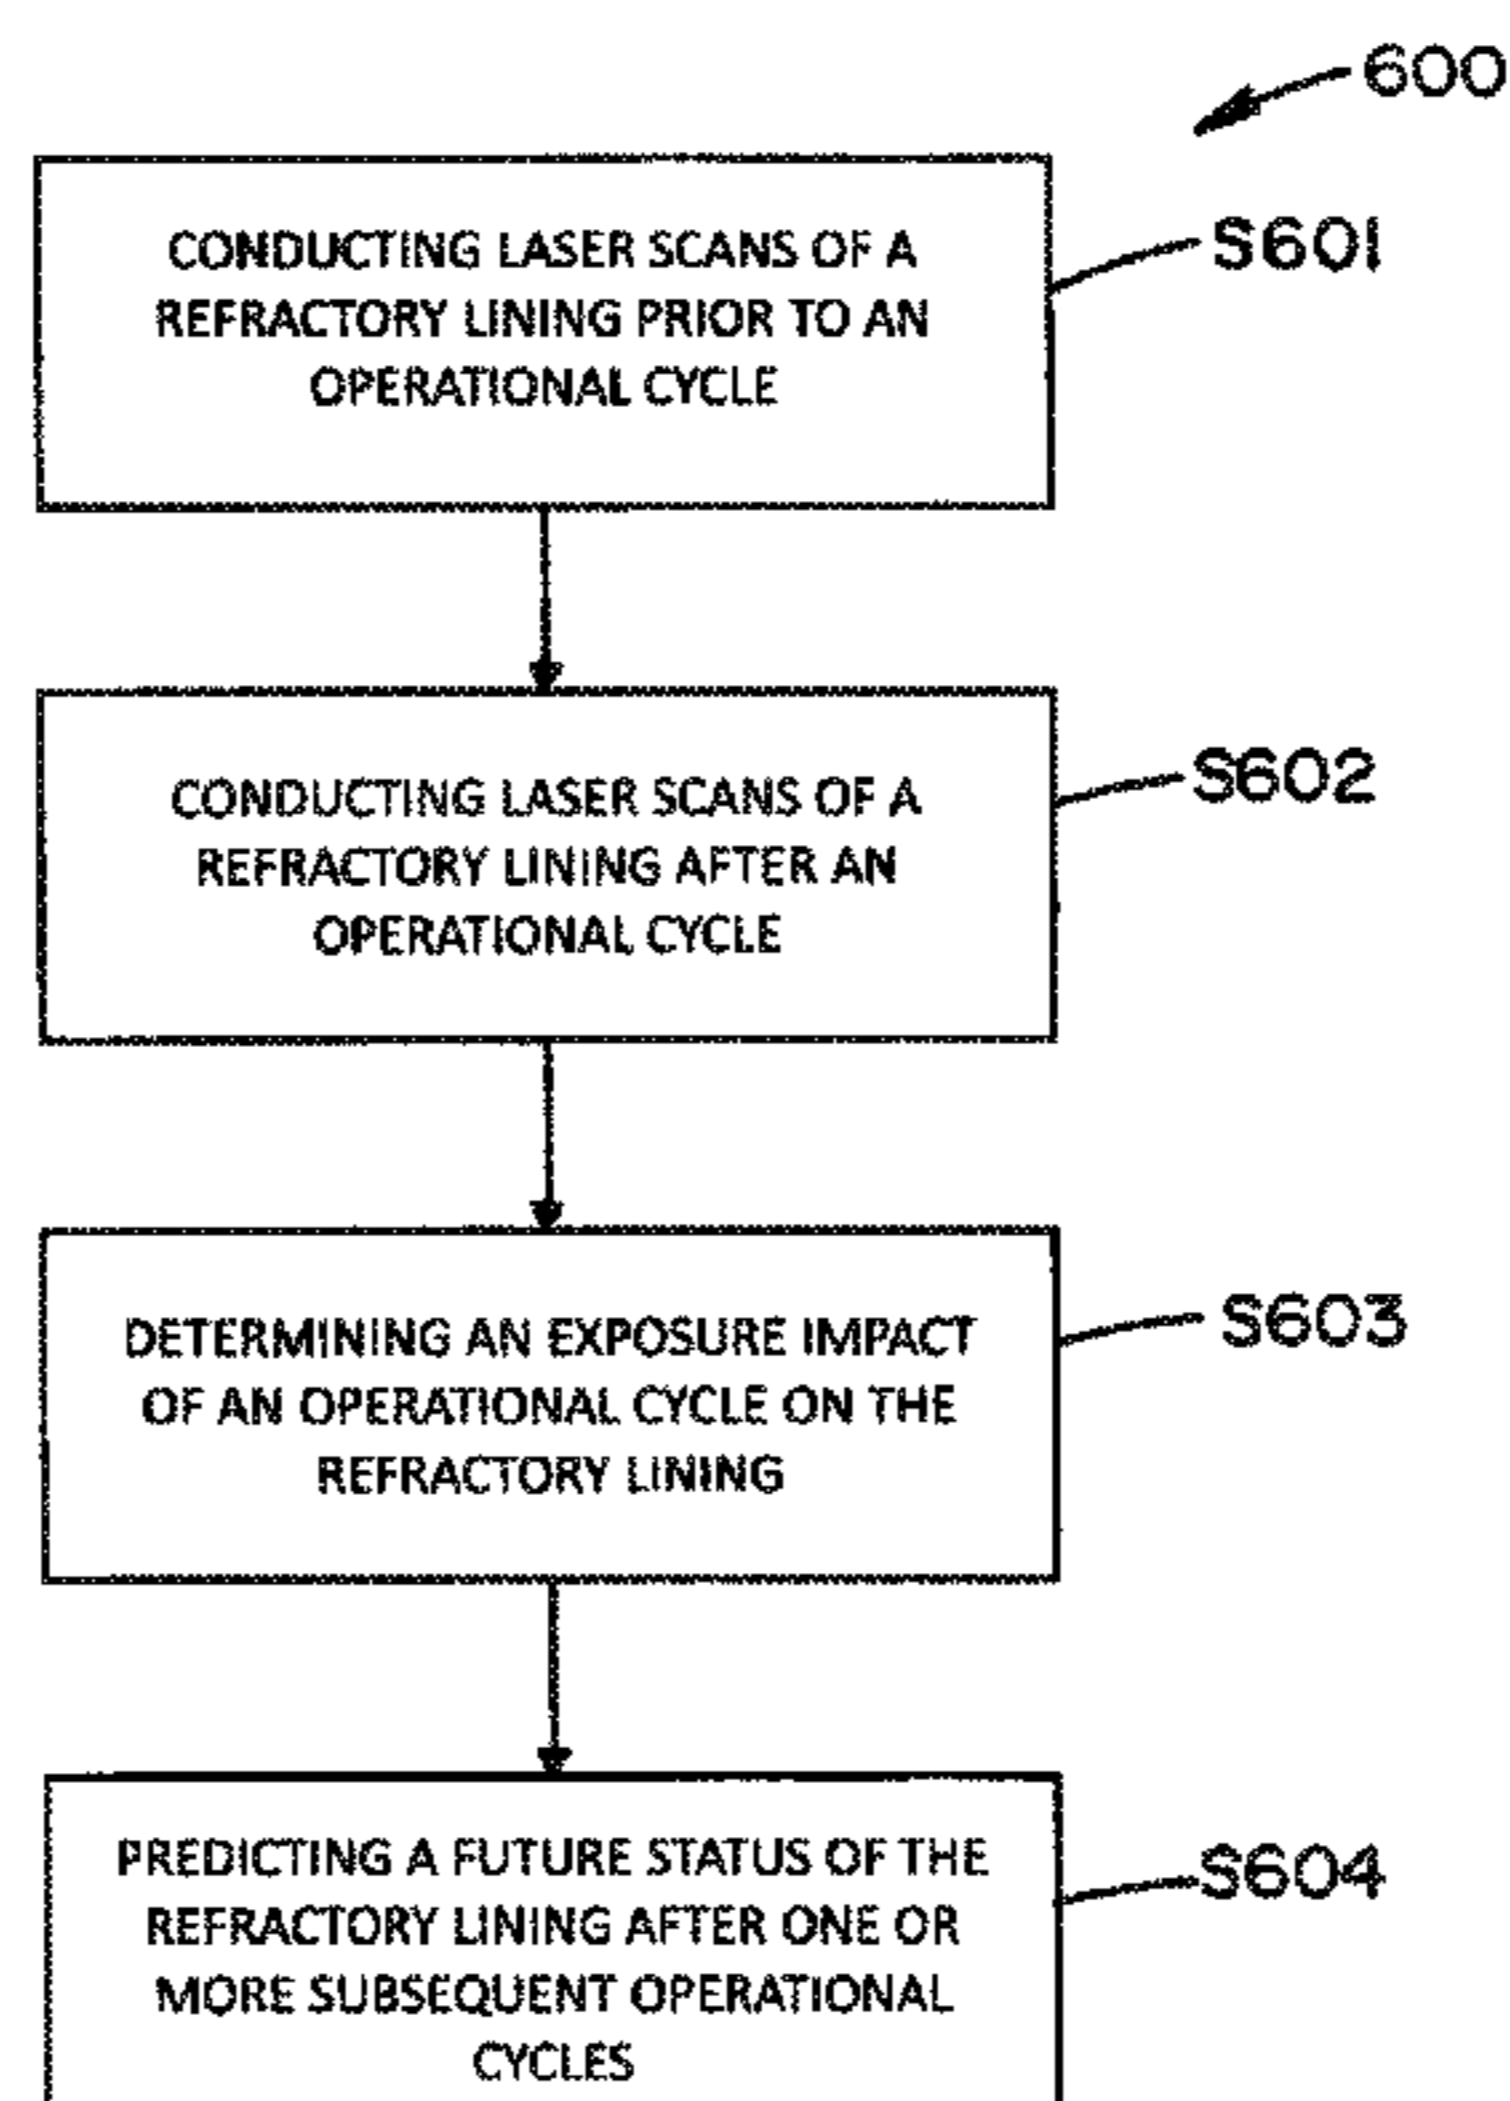 600
CONDUCTING LASER SCANS OF A
REFRACTORY LINING PRIOR TO AN
OPERATIONAL CYCLE
S601
CONDUCTING LASER SCANS OF A
REFRACTORY LINING AFTER AN
OPERATIONAL CYCLE
S602
DETERMINING AN EXPOSURE IMPACT
OF AN OPERATIONAL CYCLE ON THE
REFRACTORY LINING
S603
PREDICTING A FUTURE STATUS OF THE
REFRACTORY LINING AFTER ONE OR
MORE SUBSEQUENT OPERATIONAL
CYCLES
S604